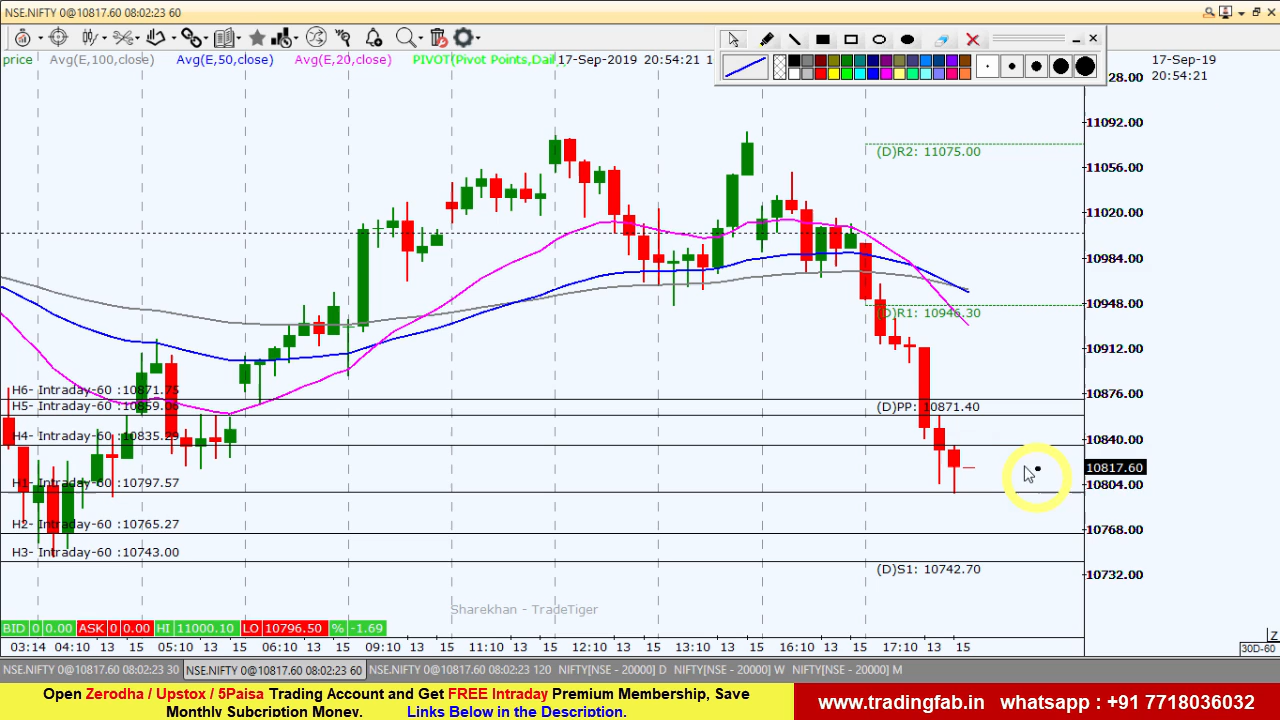 NSE.NIFTY 0@10817.60 08:02:23 60
price Avg(E,100,close) Avg(E,50,close) Avg(E,20,close) PIVOT(Pivot Points,Dail 17-Sep-2019 20:54:21 1
17-Sep-19
20:54:21
28.00
11092.00
11056.00
11020.00
10984.00
10948.00
10912.00
10876.00
10840.00
10817.60
10804.00
10768.00
10732.00
(D)R2: 11075.00
(D)R1: 10946.30
(D)PP: 10871.40
(D)S1: 10742.70
H6- Intraday-60 :10871.75
H5- Intraday-60 :10859.06
H4- Intraday-60 :10835.29
H1- Intraday-60 :10797.57
H2- Intraday-60 :10765.27
H3- Intraday-60 :10743.00
Sharekhan - TradeTiger
BID 0 0.00 ASK 0 0.00 HI 11000.10 LO 10796.50 % -1.69
03:14 04:10 13 15 05:10 13 15 06:10 13 15 09:10 13 15 11:10 13 15 12:10 13 15 13:10 13 15 16:10 13 15 17:10 13 15
Z
30D-60
NSE.NIFTY 0@10817.60 08:02:23 30 NSE.NIFTY 0@10817.60 08:02:23 60 NSE.NIFTY 0@10817.60 08:02:23 120 NIFTY[NSE - 20000] D NIFTY[NSE - 20000] W NIFTY[NSE - 20000] M
Open Zerodha / Upstox / 5Paisa Trading Account and Get FREE Intraday Premium Membership, Save
Monthly Subcription Money. Links Below in the Description.
www.tradingfab.in whatsapp : +91 7718036032